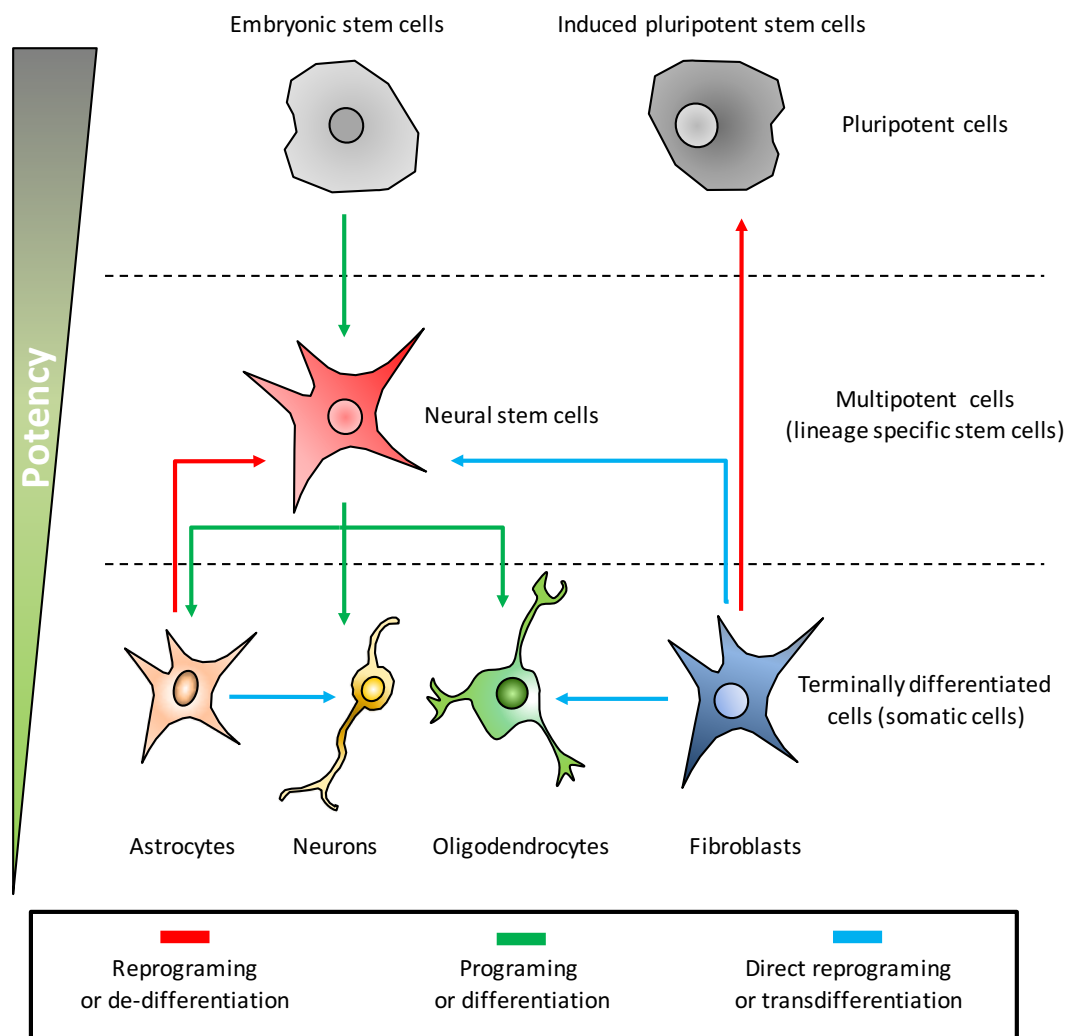 Embryonic stem cells
Induced pluripotent stem cells
Pluripotent cells
Potency
Neural stem cells
Multipotent cells
(lineage specific stem cells)
Terminally differentiated
cells (somatic cells)
Astrocytes
Neurons
Oligodendrocytes
Fibroblasts
Reprograming
or de-differentiation
Programing
or differentiation
Direct reprograming
or transdifferentiation